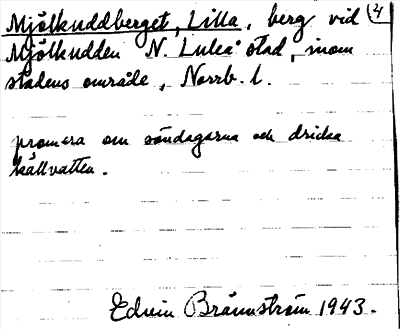 Mjölkuddberget, Lilla, berg vid (4
Mjölkudden N. Luleå stad, inom
stadens område, Norrb. l.
promenera om söndagarna och dricka
källvatten.
Edvin Brännström 1943.